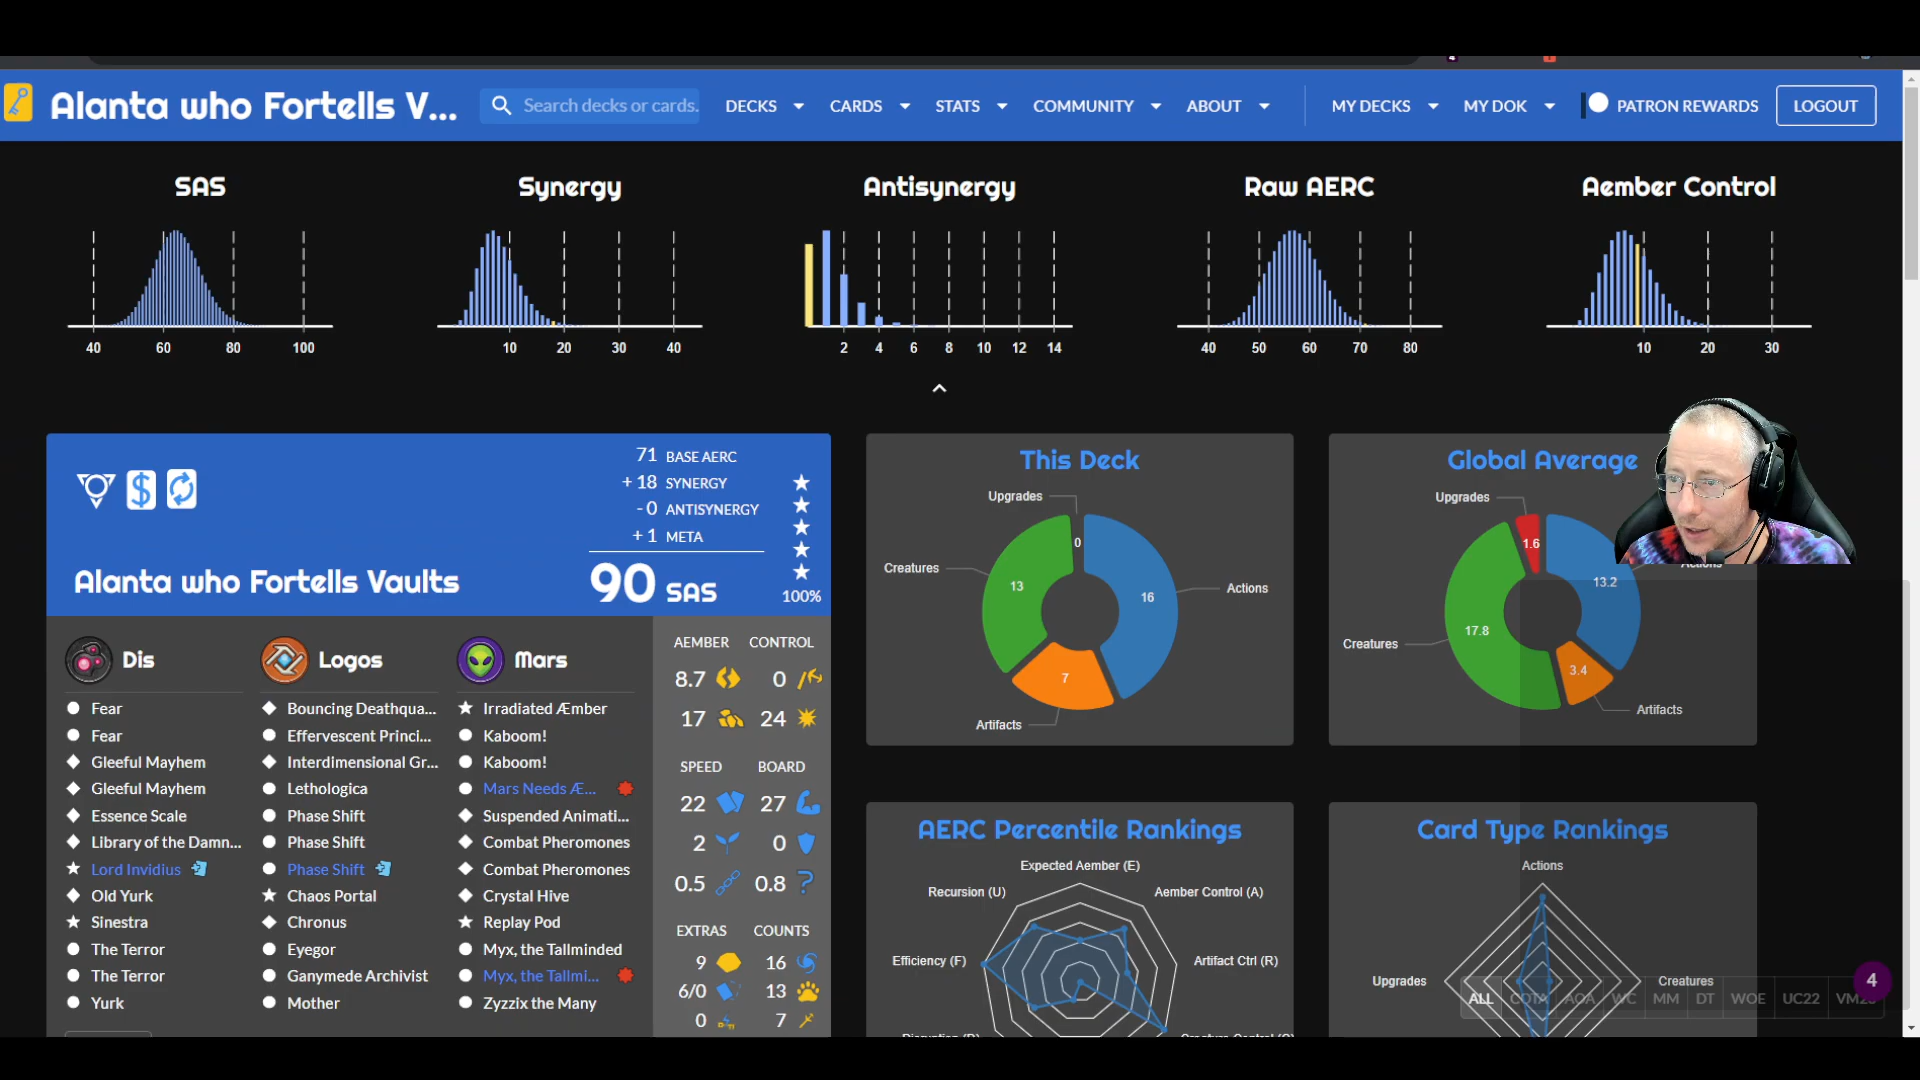 Alanta who Fortells V...
Search decks or cards.
DECKS
CARDS
STATS
COMMUNITY
ABOUT
MY DECKS
MY DOK
PATRON REWARDS
LOGOUT
SAS
Synergy
Antisynergy
Raw AERC
Aember Control
40 60 80 100
10 20 30 40
2 4 6 8 10 12 14
40 50 60 70 80
10 20 30
71 BASE AERC
+ 18 SYNERGY
- 0 ANTISYNERGY
+ 1 META
Alanta who Fortells Vaults
90 SAS
100%
This Deck
Upgrades
0
Creatures
13
16
Actions
7
Artifacts
Global Average
Upgrades
1.6
13.2
17.8
Creatures
3.4
Artifacts
Dis
Fear
Fear
Gleeful Mayhem
Gleeful Mayhem
Essence Scale
Library of the Damn...
Lord Invidius
Old Yurk
Sinestra
The Terror
The Terror
Yurk
Logos
Bouncing Deathqua...
Effervescent Princi...
Interdimensional Gr...
Lethologica
Phase Shift
Phase Shift
Phase Shift
Chaos Portal
Chronus
Eyegor
Ganymede Archivist
Mother
Mars
Irradiated Æmber
Kaboom!
Kaboom!
Mars Needs Æ...
Suspended Animati...
Combat Pheromones
Combat Pheromones
Crystal Hive
Replay Pod
Myx, the Tallminded
Myx, the Tallmi...
Zyzzix the Many
AEMBER CONTROL
8.7 0
17 24
SPEED BOARD
22 27
2 0
0.5 0.8 ?
EXTRAS COUNTS
9 16
6/0 13
0 7
AERC Percentile Rankings
Expected Aember (E)
Recursion (U)
Aember Control (A)
Efficiency (F)
Artifact Ctrl (R)
Card Type Rankings
Actions
Upgrades
Creatures
ALL COTA AOA WC MM DT WOE UC22 VM23
4